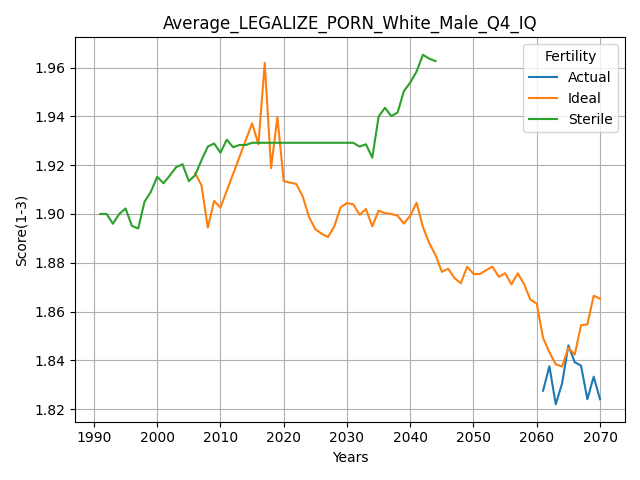 Average_LEGALIZE_PORN_White_Male_Q4_IQ
Score(1-3)
1.96
1.94
1.92
1.90
1.88
1.86
1.84
1.82
Fertility
Actual
Ideal
Sterile
1990 2000 2010 2020 2030 2040 2050 2060 2070
Years